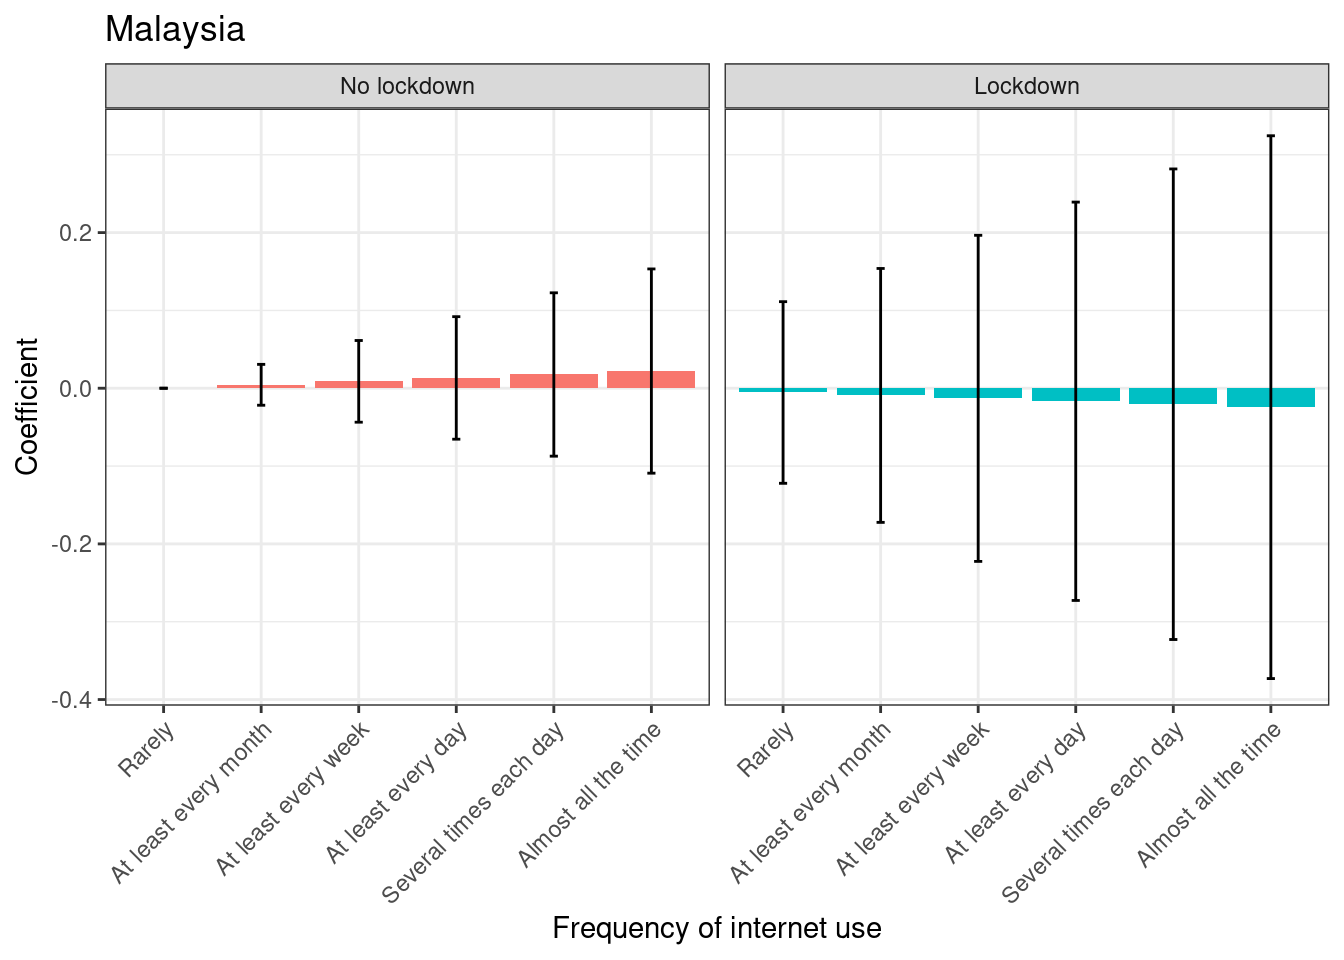 Malaysia
No lockdown
Lockdown
Coefficient
0.2
0.0
-0.2
-0.4
Rarely
At least every month
At least every week
At least every day
Several times each day
Almost all the time
Rarely
At least every month
At least every week
At least every day
Several times each day
Almost all the time
Frequency of internet use